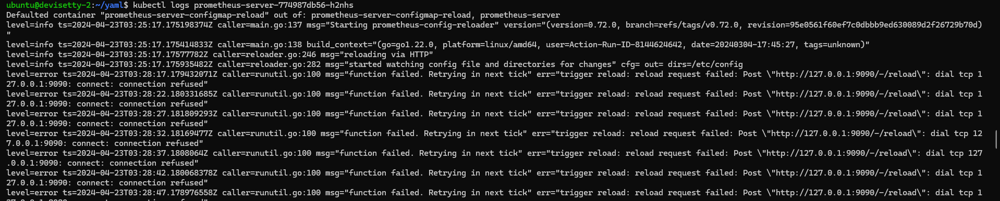 ubuntu@devisetty-2:~/yaml$ kubectl logs prometheus-server-774987db56-h2nhs
Defaulted container "prometheus-server-configmap-reload" out of: prometheus-server-configmap-reload, prometheus-server
level=info ts=2024-04-23T03:25:17.175198374Z caller=main.go:137 msg="Starting prometheus-config-reloader" version="(version=0.72.0, branch=refs/tags/v0.72.0, revision=95e0561f60ef7c0dbbb9ed630089d2f26729b70d)
"
level=info ts=2024-04-23T03:25:17.175414833Z caller=main.go:138 build_context="(go=go1.22.0, platform=linux/amd64, user=Action-Run-ID-8144624642, date=20240304-17:45:27, tags=unknown)"
level=info ts=2024-04-23T03:25:17.17577782Z caller=reloader.go:246 msg="reloading via HTTP"
level=info ts=2024-04-23T03:25:17.175935482Z caller=reloader.go:282 msg="started watching config file and directories for changes" cfg= out= dirs=/etc/config
level=error ts=2024-04-23T03:28:17.179432071Z caller=runutil.go:100 msg="function failed. Retrying in next tick" err="trigger reload: reload request failed: Post \"http://127.0.0.1:9090/-/reload\": dial tcp 1
27.0.0.1:9090: connect: connection refused"
level=error ts=2024-04-23T03:28:22.180331685Z caller=runutil.go:100 msg="function failed. Retrying in next tick" err="trigger reload: reload request failed: Post \"http://127.0.0.1:9090/-/reload\": dial tcp 1
27.0.0.1:9090: connect: connection refused"
level=error ts=2024-04-23T03:28:27.181809293Z caller=runutil.go:100 msg="function failed. Retrying in next tick" err="trigger reload: reload request failed: Post \"http://127.0.0.1:9090/-/reload\": dial tcp 1
27.0.0.1:9090: connect: connection refused"
level=error ts=2024-04-23T03:28:32.18169477Z caller=runutil.go:100 msg="function failed. Retrying in next tick" err="trigger reload: reload request failed: Post \"http://127.0.0.1:9090/-/reload\": dial tcp 12
7.0.0.1:9090: connect: connection refused"
level=error ts=2024-04-23T03:28:37.1808064Z caller=runutil.go:100 msg="function failed. Retrying in next tick" err="trigger reload: reload request failed: Post \"http://127.0.0.1:9090/-/reload\": dial tcp 127
.0.0.1:9090: connect: connection refused"
level=error ts=2024-04-23T03:28:42.180068378Z caller=runutil.go:100 msg="function failed. Retrying in next tick" err="trigger reload: reload request failed: Post \"http://127.0.0.1:9090/-/reload\": dial tcp 1
27.0.0.1:9090: connect: connection refused"
level=error ts=2024-04-23T03:28:47.178976558Z caller=runutil.go:100 msg="function failed. Retrying in next tick" err="trigger reload: reload request failed: Post \"http://127.0.0.1:9090/-/reload\": dial tcp 1